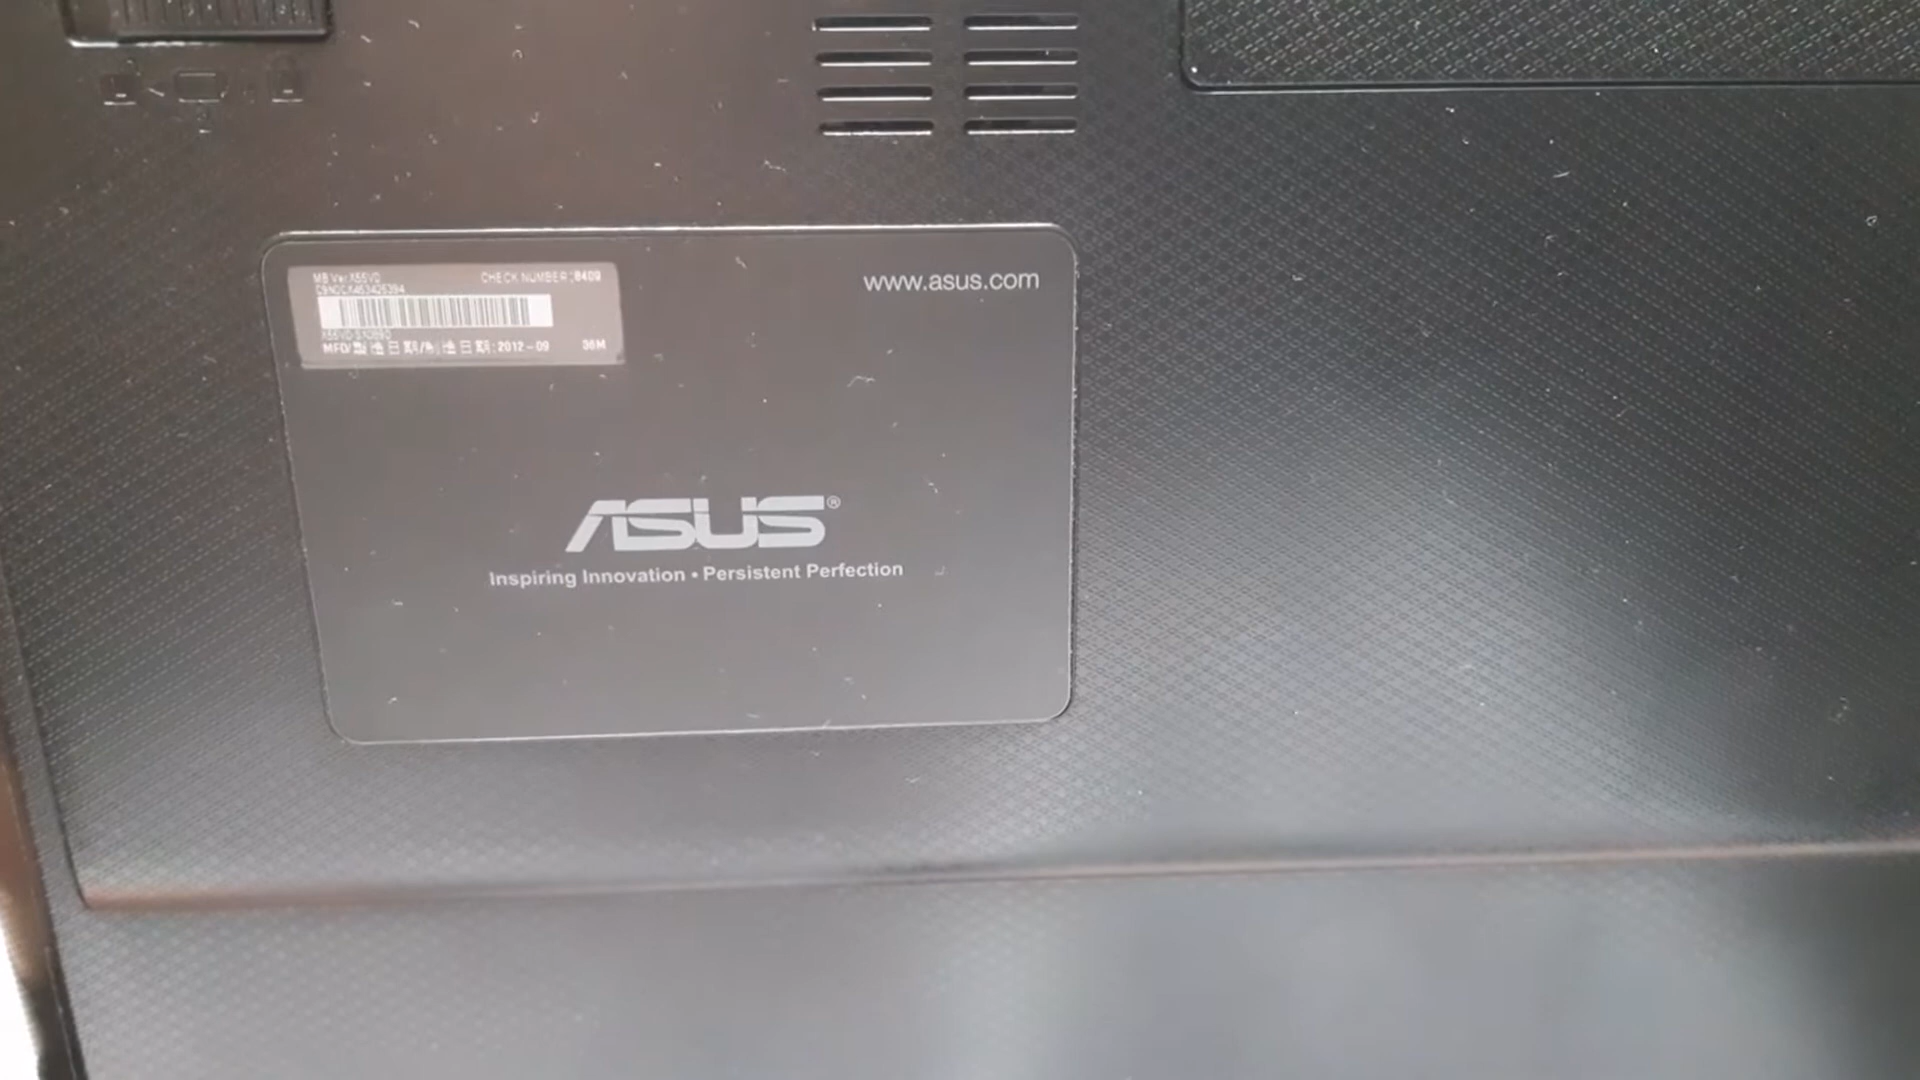 MB Ver.X55VD
CHECK NUMBER:8409
www.asus.com
MFD/製造日期/制造日期:2012-09 36M
ASUS®
Inspiring Innovation • Persistent Perfection